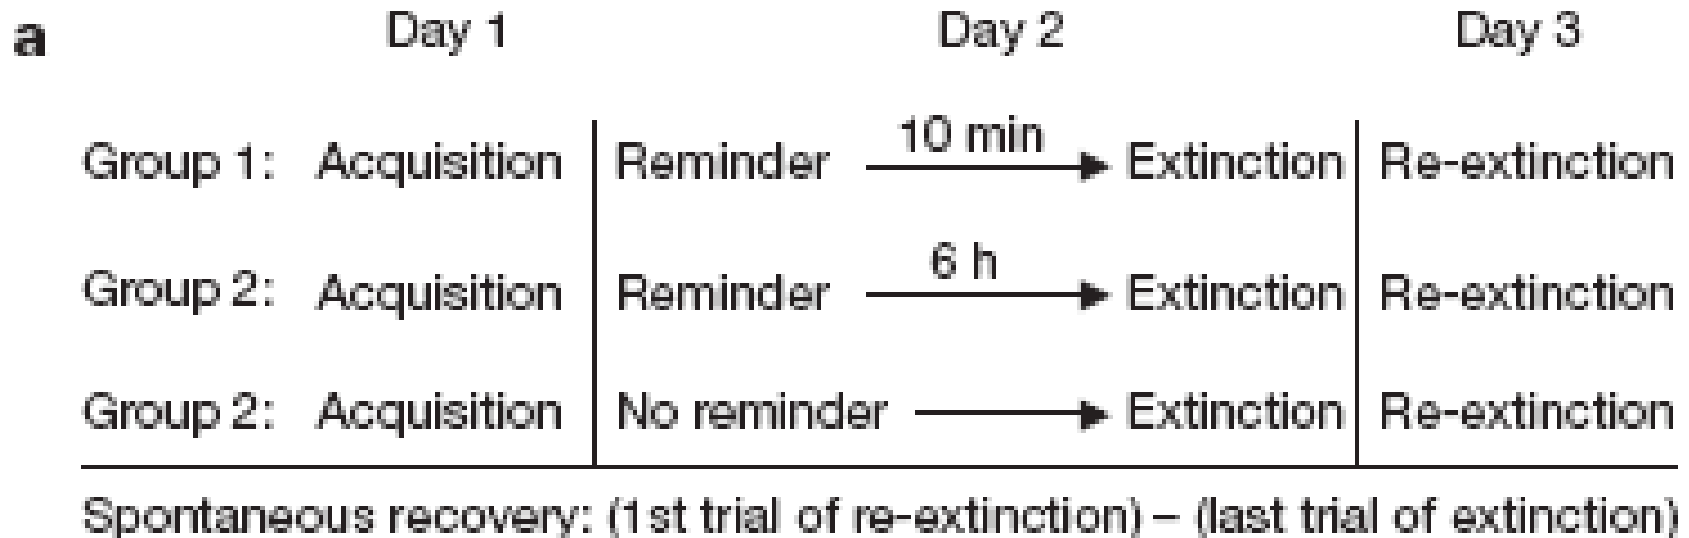 a Day 1 Day 2 Day 3
10 min
Group 1: Acquisition Reminder Extinction Re-extinction
6 h
Group 2: Acquisition Reminder Extinction Re-extinction
Group 2: Acquisition No reminder Extinction Re-extinction
Spontaneous recovery: (1st trial of re-extinction) – (last trial of extinction)